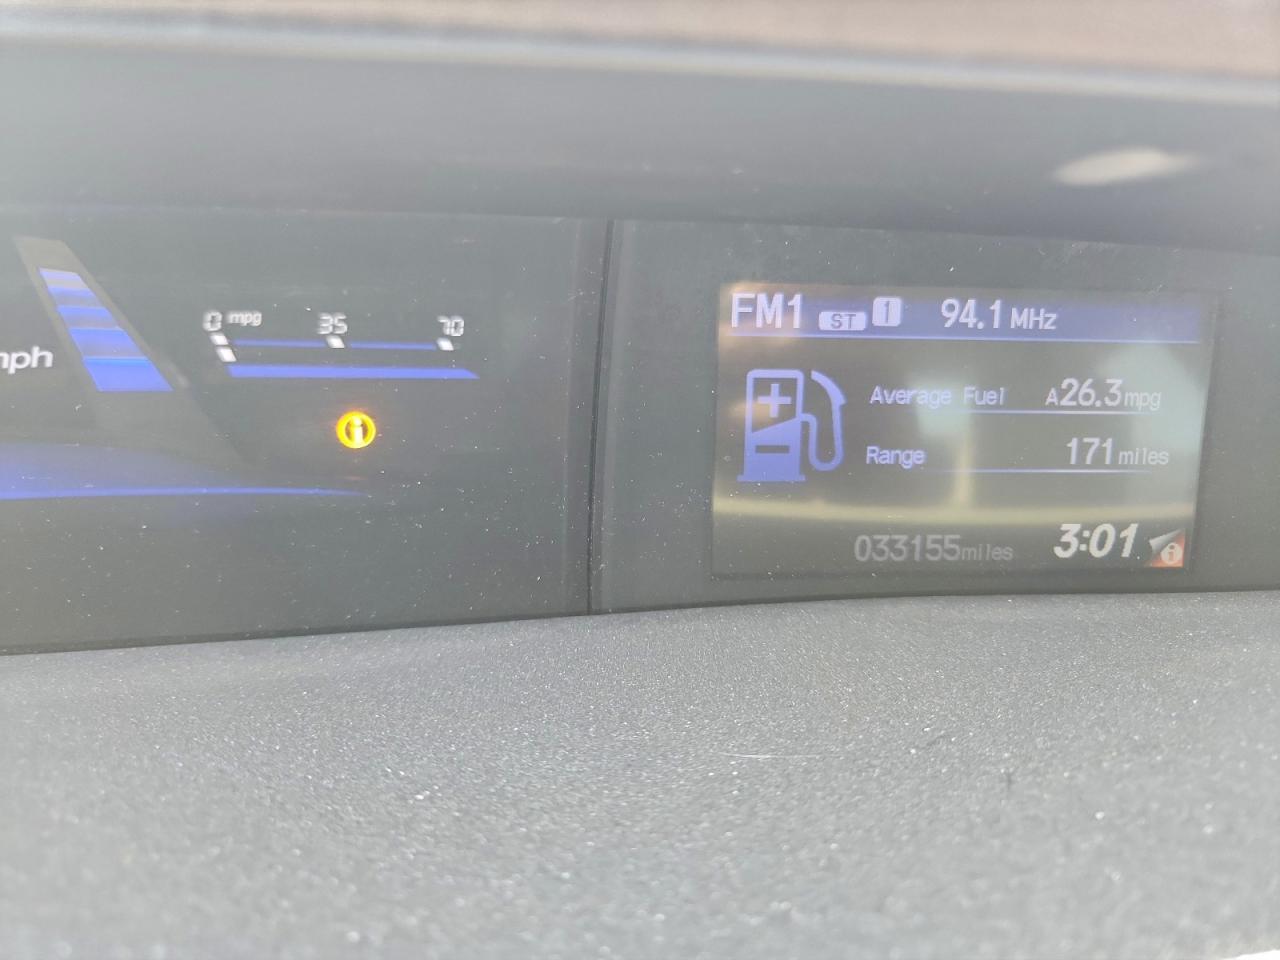 mph
0 mpg 35 70
FM1 ST i 94.1 MHz
Average Fuel A26.3mpg
Range 171 miles
033155miles 3:01